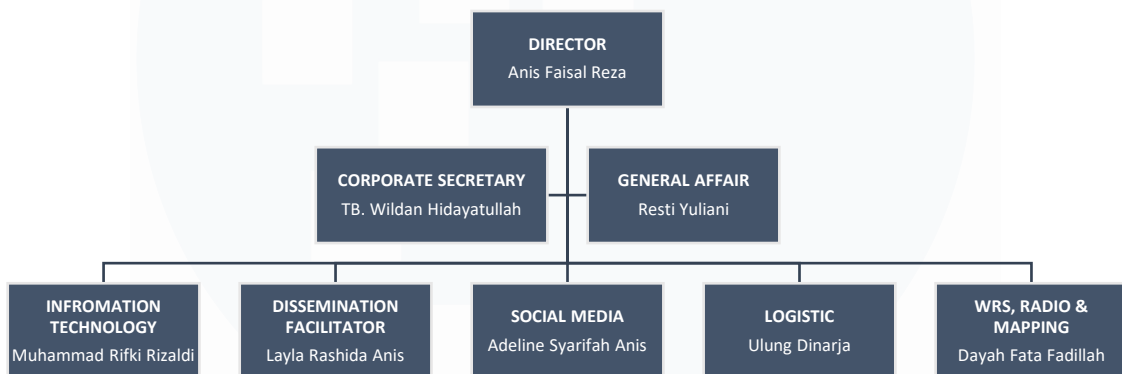 DIRECTOR
Anis Faisal Reza
CORPORATE SECRETARY
TB. Wildan Hidayatullah
GENERAL AFFAIR
Resti Yuliani
INFROMATION
TECHNOLOGY
Muhammad Rifki Rizaldi
DISSEMINATION
FACILITATOR
Layla Rashida Anis
SOCIAL MEDIA
Adeline Syarifah Anis
LOGISTIC
Ulung Dinarja
WRS, RADIO &
MAPPING
Dayah Fata Fadillah